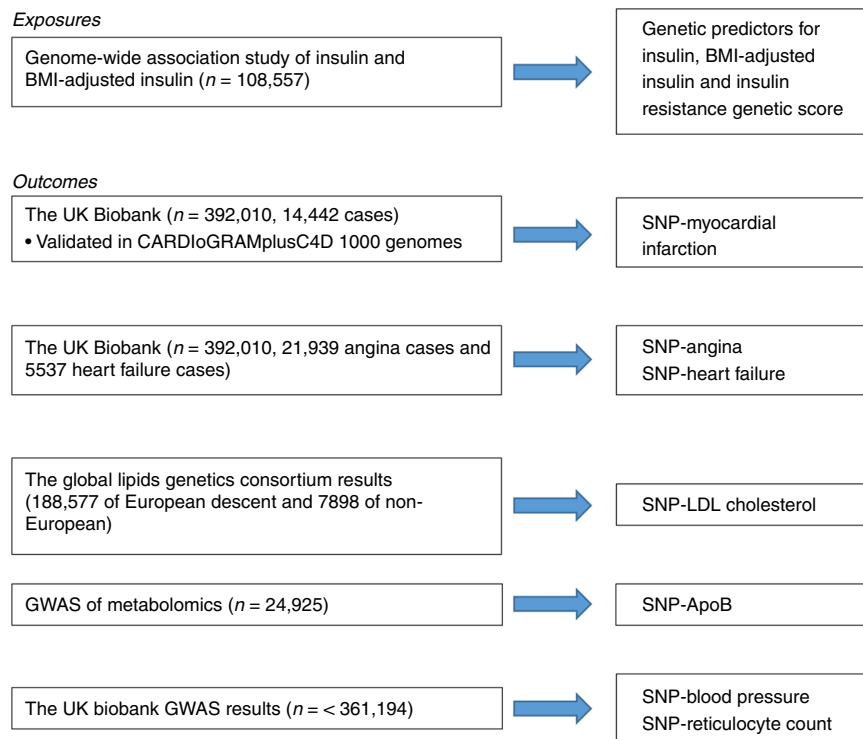 Exposures
Genome-wide association study of insulin and
BMI-adjusted insulin (n = 108,557)
Genetic predictors for
insulin, BMI-adjusted
insulin and insulin
resistance genetic score
Outcomes
The UK Biobank (n = 392,010, 14,442 cases)
• Validated in CARDIoGRAMplusC4D 1000 genomes
SNP-myocardial
infarction
The UK Biobank (n = 392,010, 21,939 angina cases and
5537 heart failure cases)
SNP-angina
SNP-heart failure
The global lipids genetics consortium results
(188,577 of European descent and 7898 of non-
European)
SNP-LDL cholesterol
GWAS of metabolomics (n = 24,925)
SNP-ApoB
The UK biobank GWAS results (n = < 361,194)
SNP-blood pressure
SNP-reticulocyte count